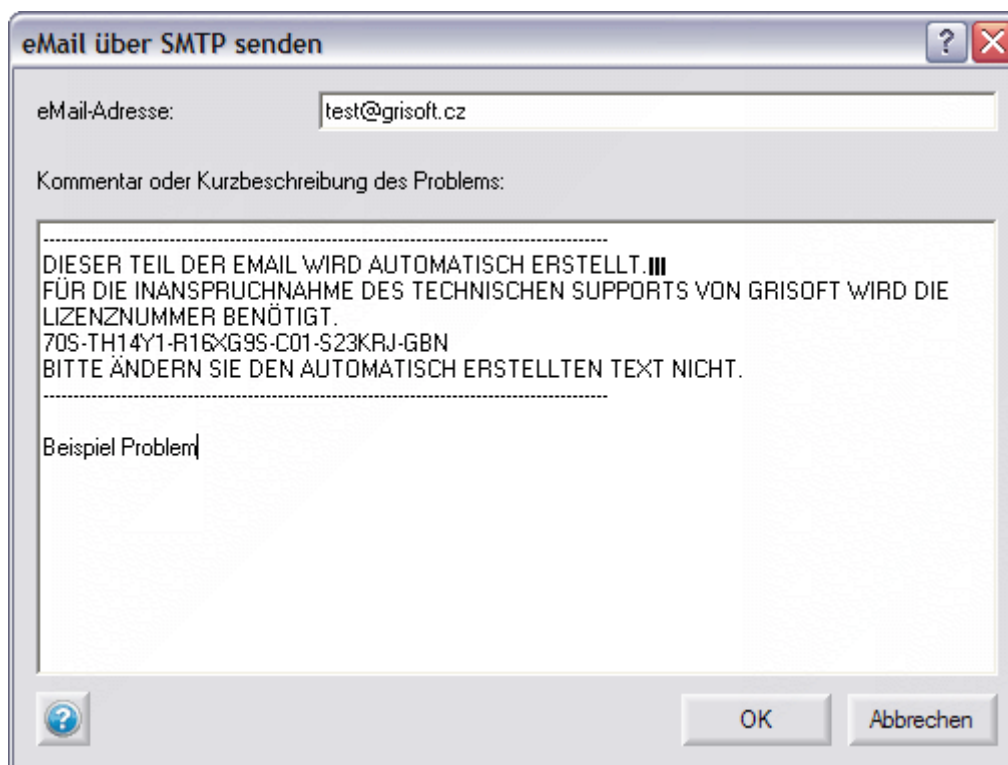 eMail über SMTP senden
eMail-Adresse:
test@grisoft.cz
Kommentar oder Kurzbeschreibung des Problems:
--------------------------------------------------------------------------------------------
DIESER TEIL DER EMAIL WIRD AUTOMATISCH ERSTELLT.
FÜR DIE INANSPRUCHNAHME DES TECHNISCHEN SUPPORTS VON GRISOFT WIRD DIE
LIZENZNUMMER BENÖTIGT.
70S-TH14Y1-R16XG9S-C01-S23KRJ-GBN
BITTE ÄNDERN SIE DEN AUTOMATISCH ERSTELLTEN TEXT NICHT.
--------------------------------------------------------------------------------------------
Beispiel Problem
OK
Abbrechen